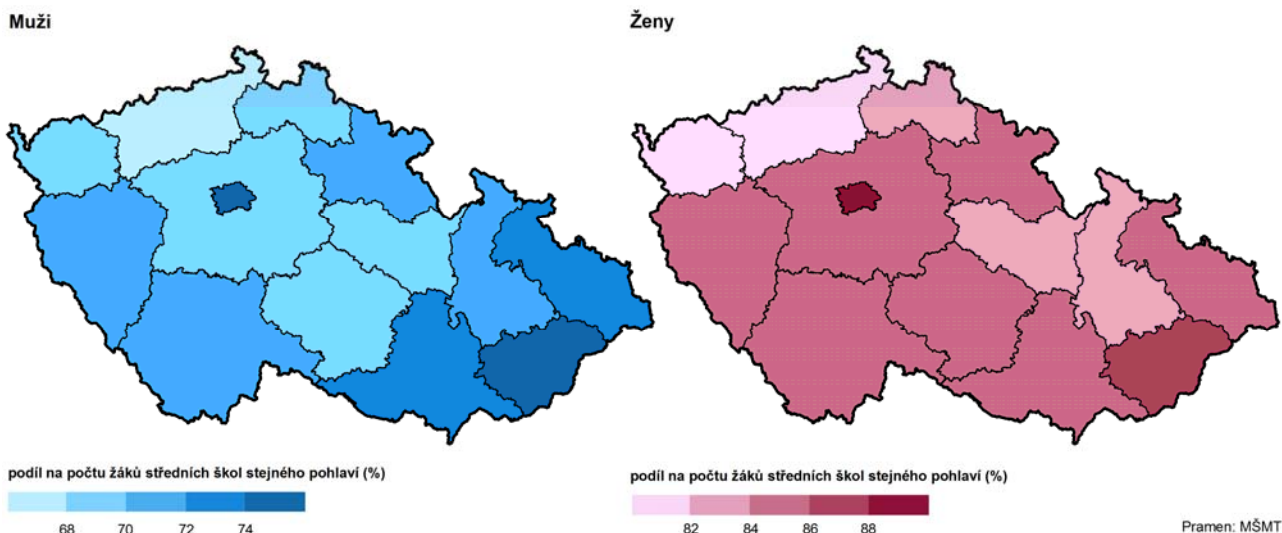 Muži
Ženy
podíl na počtu žáků středních škol stejného pohlaví (%)
68 70 72 74
podíl na počtu žáků středních škol stejného pohlaví (%)
82 84 86 88
Pramen: MŠMT